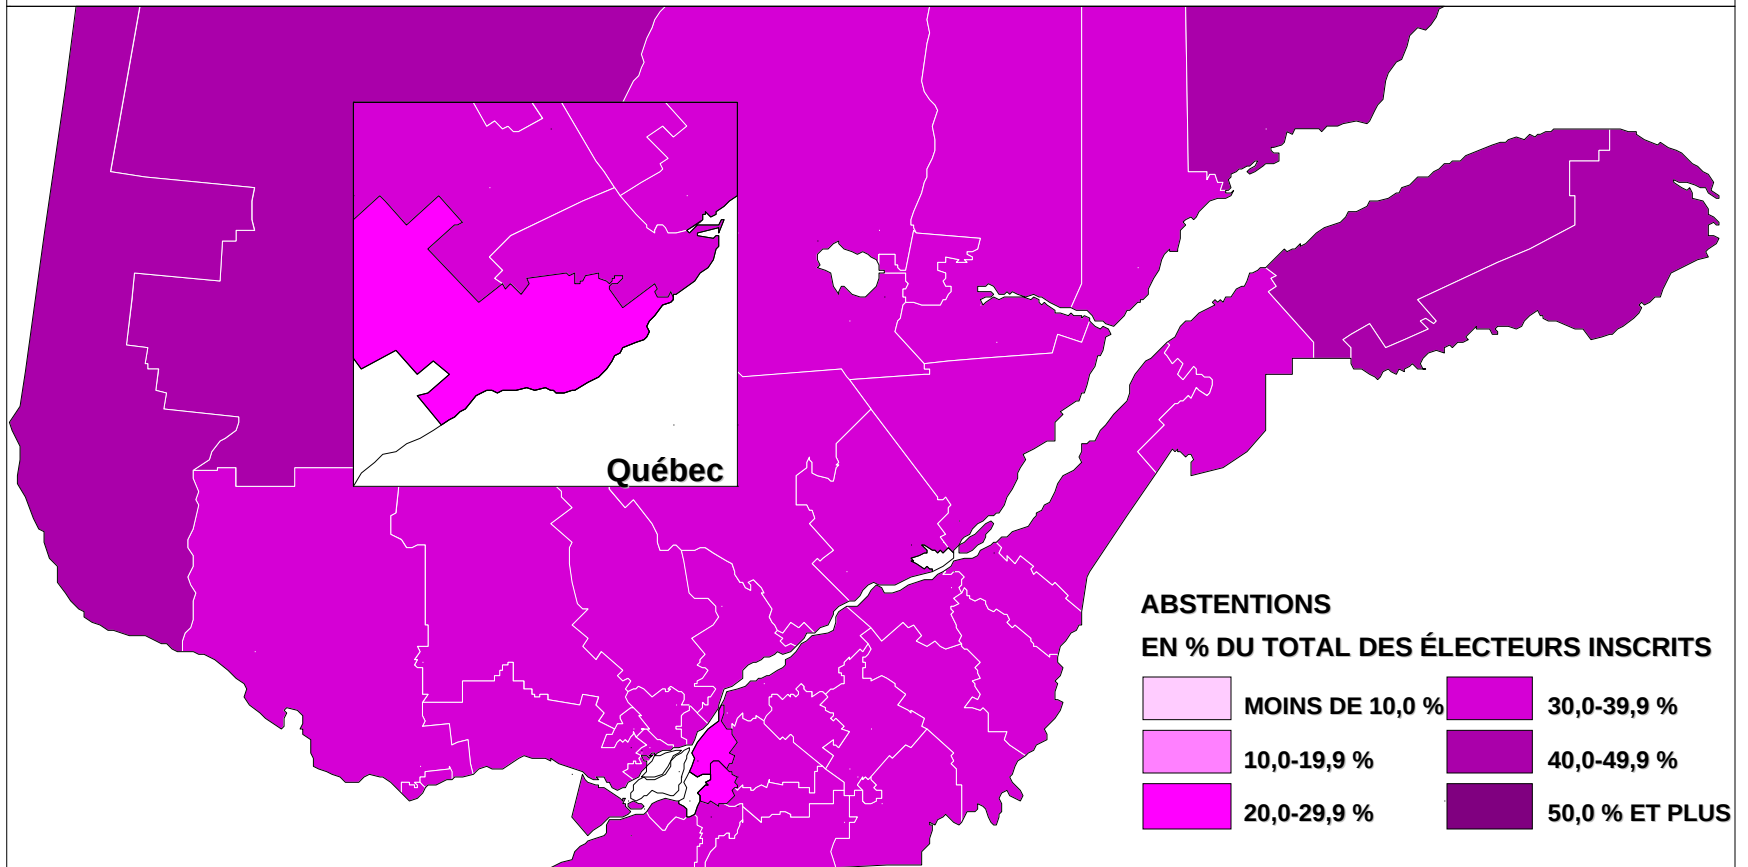 Québec
ABSTENTIONS
EN % DU TOTAL DES ÉLECTEURS INSCRITS
MOINS DE 10,0 %
30,0-39,9 %
10,0-19,9 %
40,0-49,9 %
20,0-29,9 %
50,0 % ET PLUS